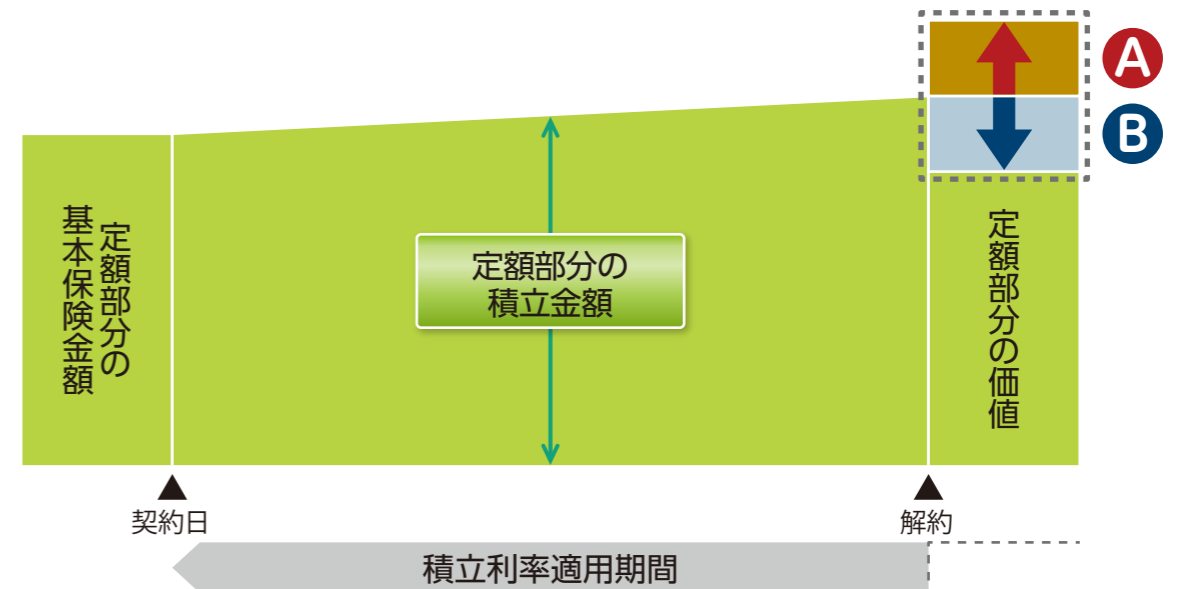 A
B
定額部分の
基本保険金額
定額部分の
積立金額
定額部分の価値
契約日
解約
積立利率適用期間